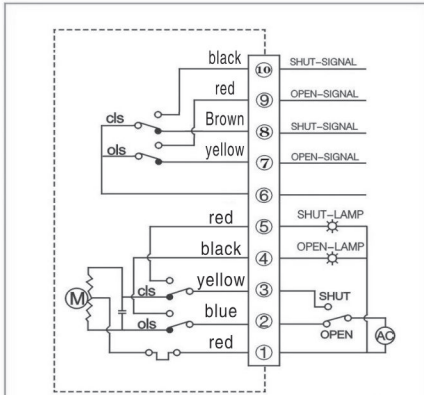 black ⑩ SHUT-SIGNAL
red ⑨ OPEN-SIGNAL
cls Brown ⑧ SHUT-SIGNAL
ols yellow ⑦ OPEN-SIGNAL
⑥
red ⑤ SHUT-LAMP
black ④ OPEN-LAMP
cls yellow ③ SHUT
M ols blue ② OPEN AC
red ①